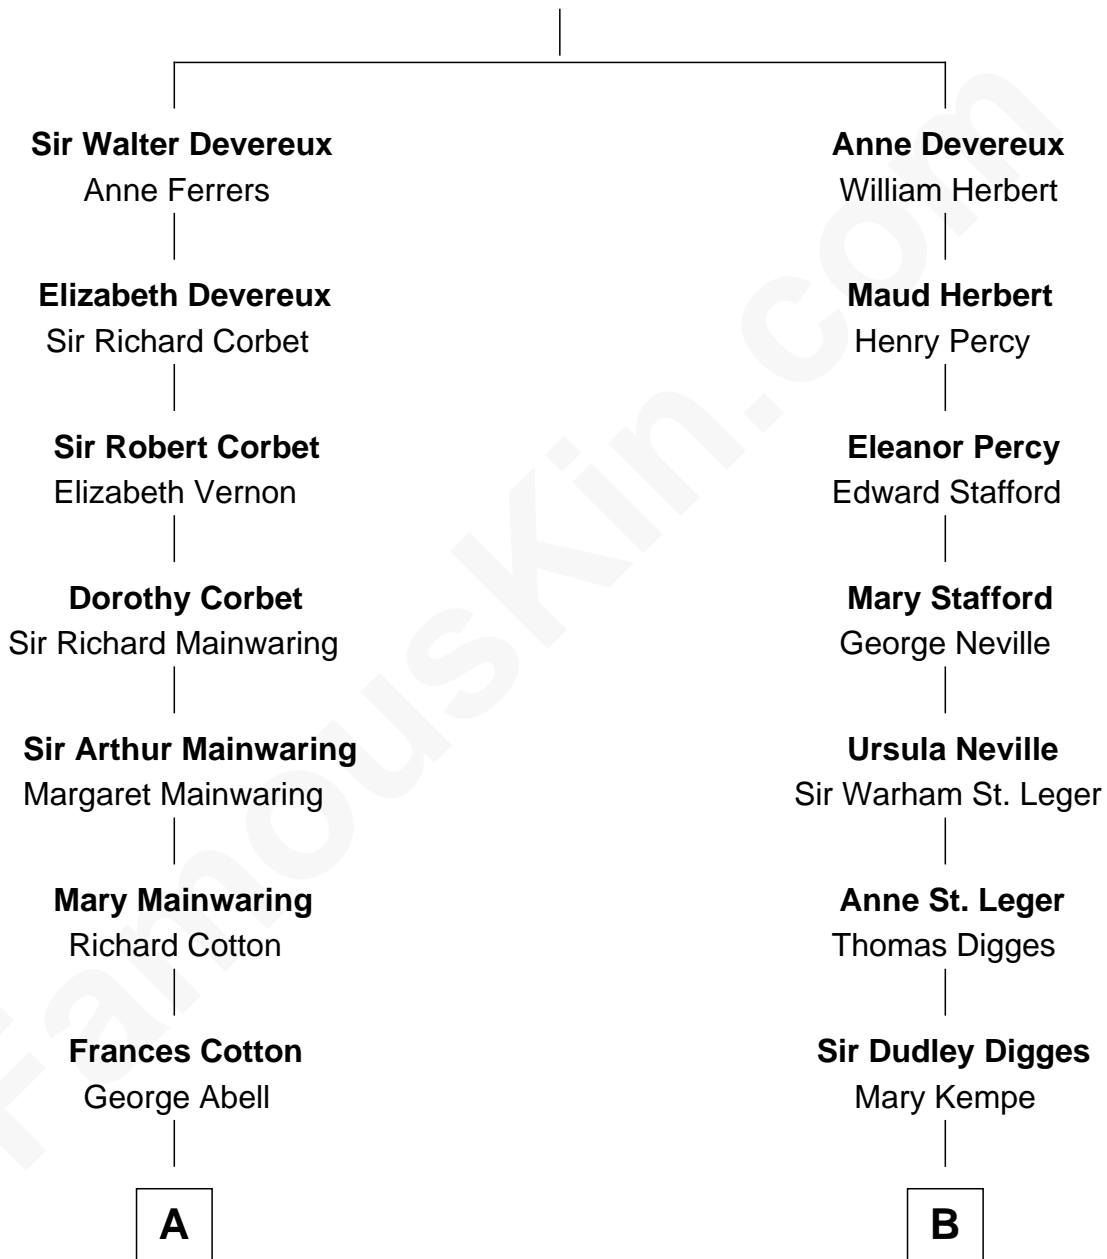 Sir Walter Devereux
Anne Ferrers
Elizabeth Devereux
Sir Richard Corbet
Sir Robert Corbet
Elizabeth Vernon
Dorothy Corbet
Sir Richard Mainwaring
Sir Arthur Mainwaring
Margaret Mainwaring
Mary Mainwaring
Richard Cotton
Frances Cotton
George Abell
A
Anne Devereux
William Herbert
Maud Herbert
Henry Percy
Eleanor Percy
Edward Stafford
Mary Stafford
George Neville
Ursula Neville
Sir Warham St. Leger
Anne St. Leger
Thomas Digges
Sir Dudley Digges
Mary Kempe
B
FamousKin.com